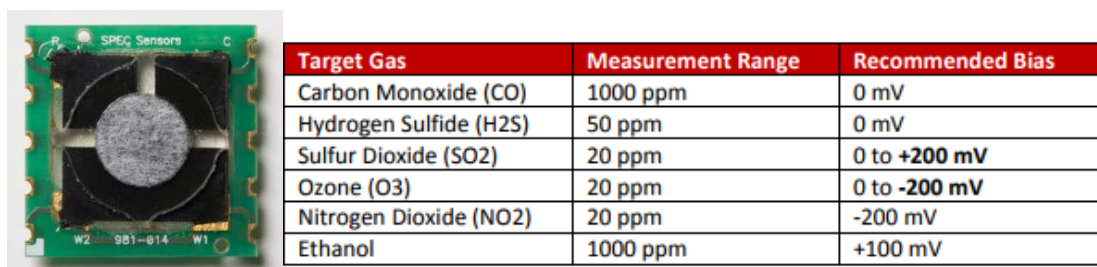 R SPEC Sensors C
W2 981-014 W1
Target Gas Measurement Range Recommended Bias
Carbon Monoxide (CO) 1000 ppm 0 mV
Hydrogen Sulfide (H2S) 50 ppm 0 mV
Sulfur Dioxide (SO2) 20 ppm 0 to +200 mV
Ozone (O3) 20 ppm 0 to -200 mV
Nitrogen Dioxide (NO2) 20 ppm -200 mV
Ethanol 1000 ppm +100 mV